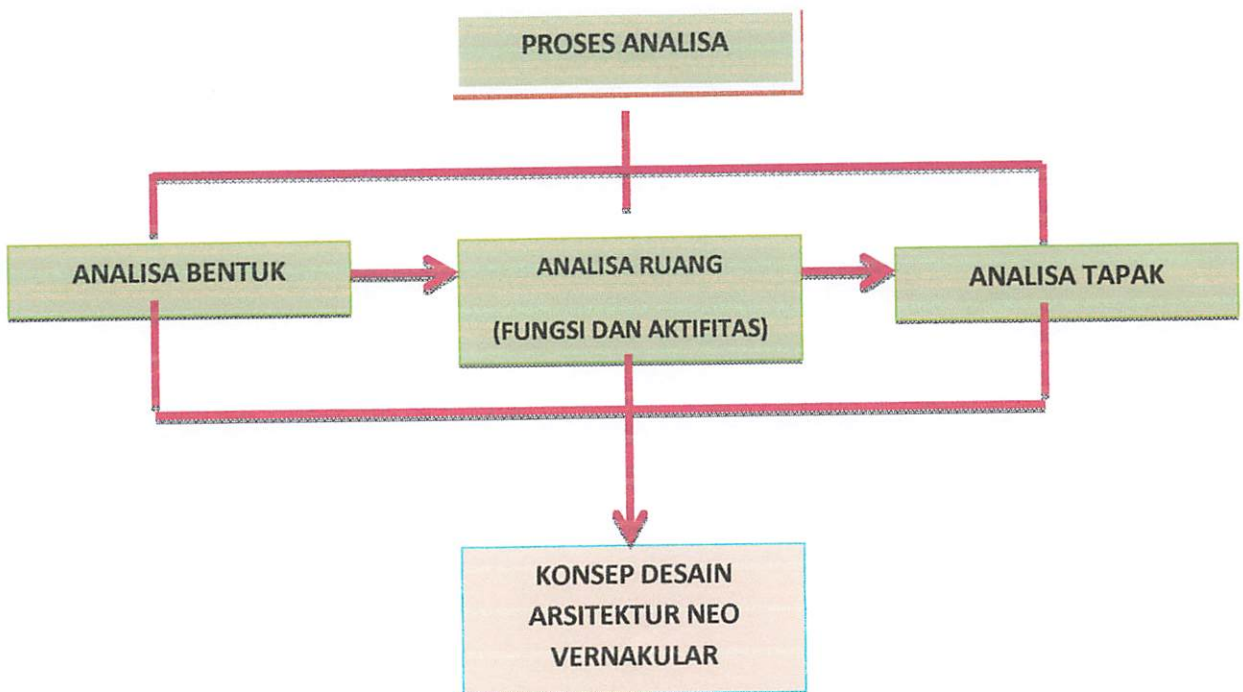 PROSES ANALISA
ANALISA BENTUK
ANALISA RUANG
(FUNGSI DAN AKTIFITAS)
ANALISA TAPAK
KONSEP DESAIN
ARSITEKTUR NEO
VERNAKULAR